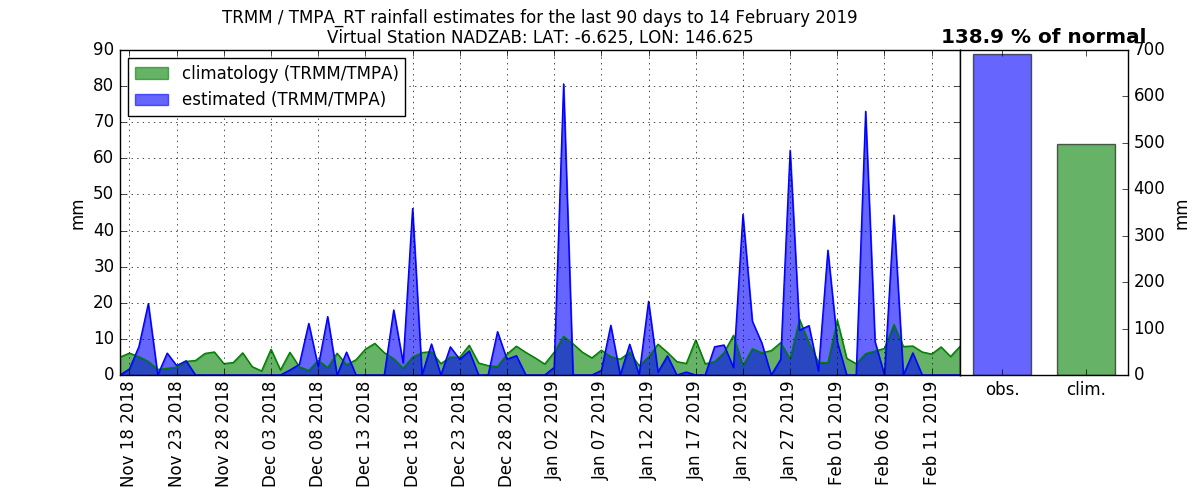 TRMM / TMPA_RT rainfall estimates for the last 90 days to 14 February 2019
Virtual Station NADZAB: LAT: -6.625, LON: 146.625
138.9 % of normal
climatology (TRMM/TMPA)
estimated (TRMM/TMPA)
mm
90
80
70
60
50
40
30
20
10
0
Nov 18 2018
Nov 23 2018
Nov 28 2018
Dec 03 2018
Dec 08 2018
Dec 13 2018
Dec 18 2018
Dec 23 2018
Dec 28 2018
Jan 02 2019
Jan 07 2019
Jan 12 2019
Jan 17 2019
Jan 22 2019
Jan 27 2019
Feb 01 2019
Feb 06 2019
Feb 11 2019
obs.
clim.
700
600
500
400
300
200
100
0
mm